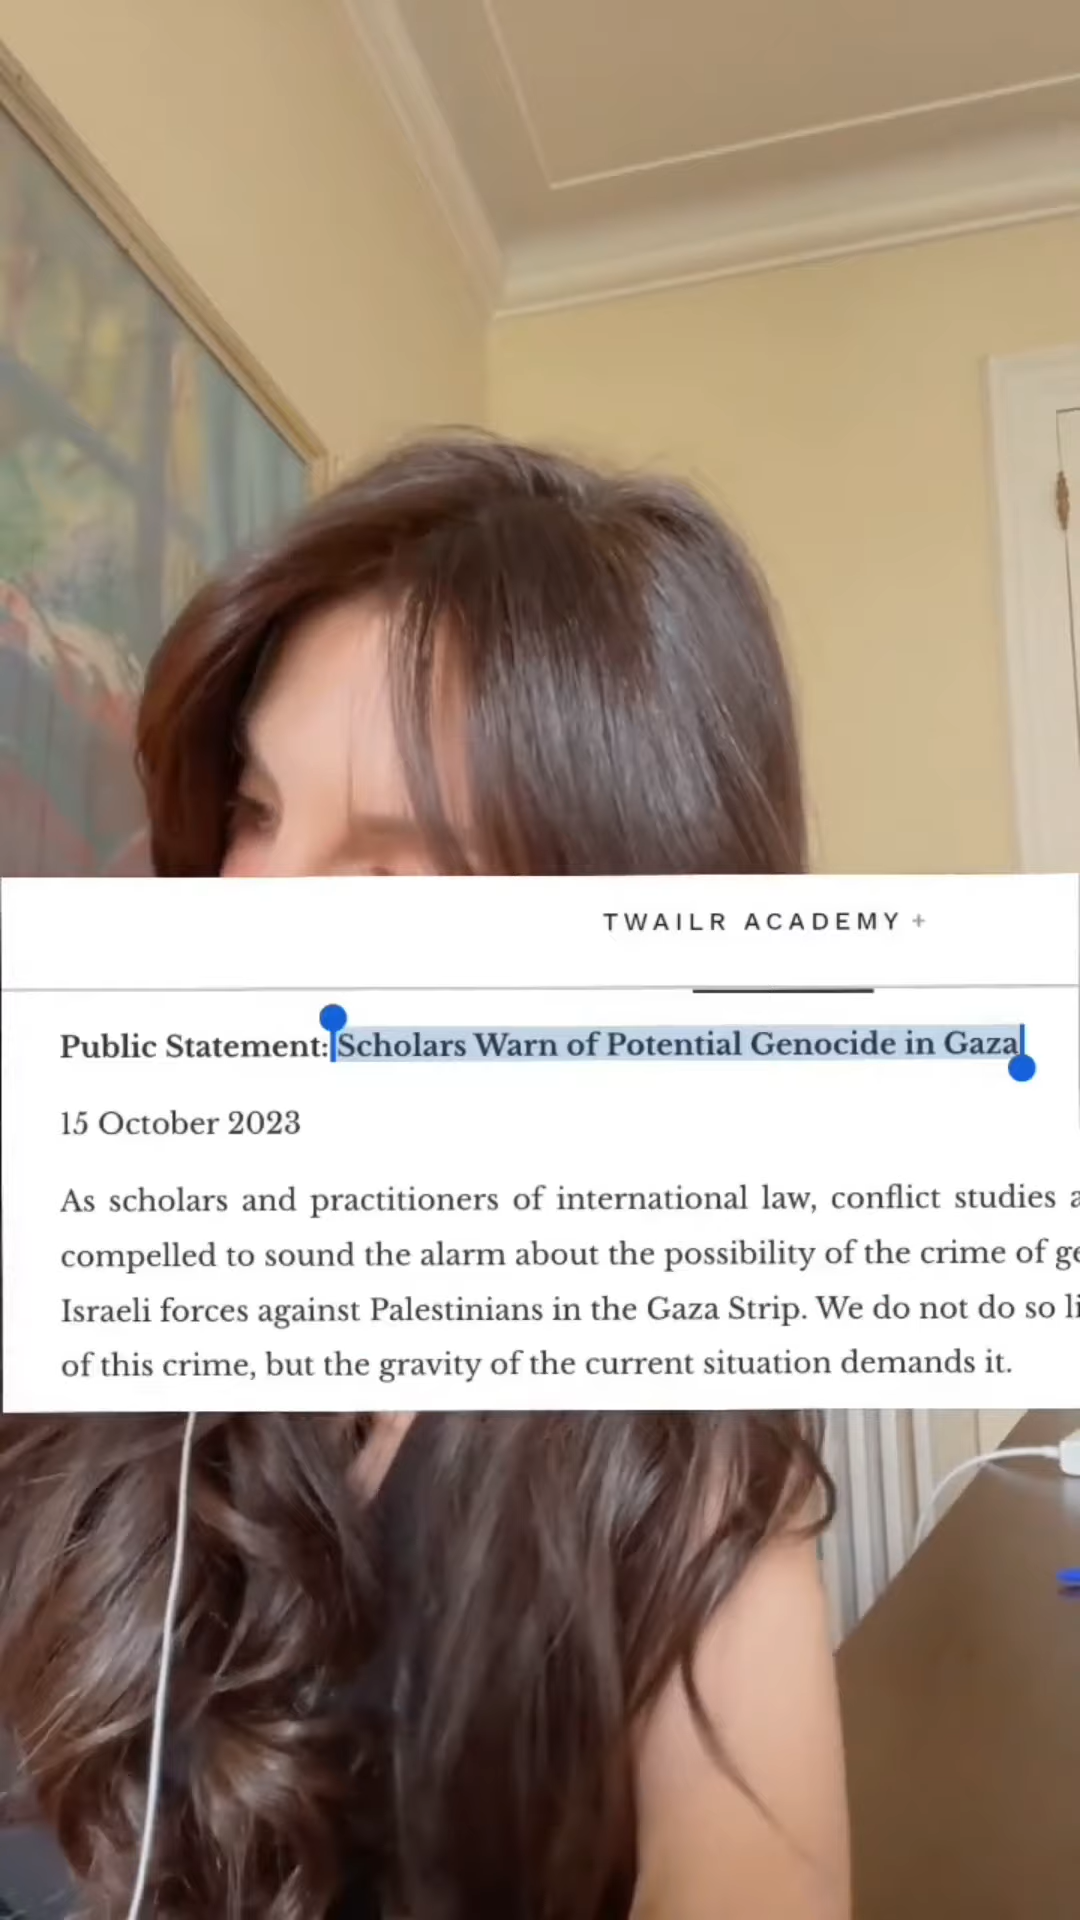 TWAILR ACADEMY +
Public Statement: Scholars Warn of Potential Genocide in Gaza
15 October 2023
As scholars and practitioners of international law, conflict studies
compelled to sound the alarm about the possibility of the crime of
Israeli forces against Palestinians in the Gaza Strip. We do not do so
of this crime, but the gravity of the current situation demands it.